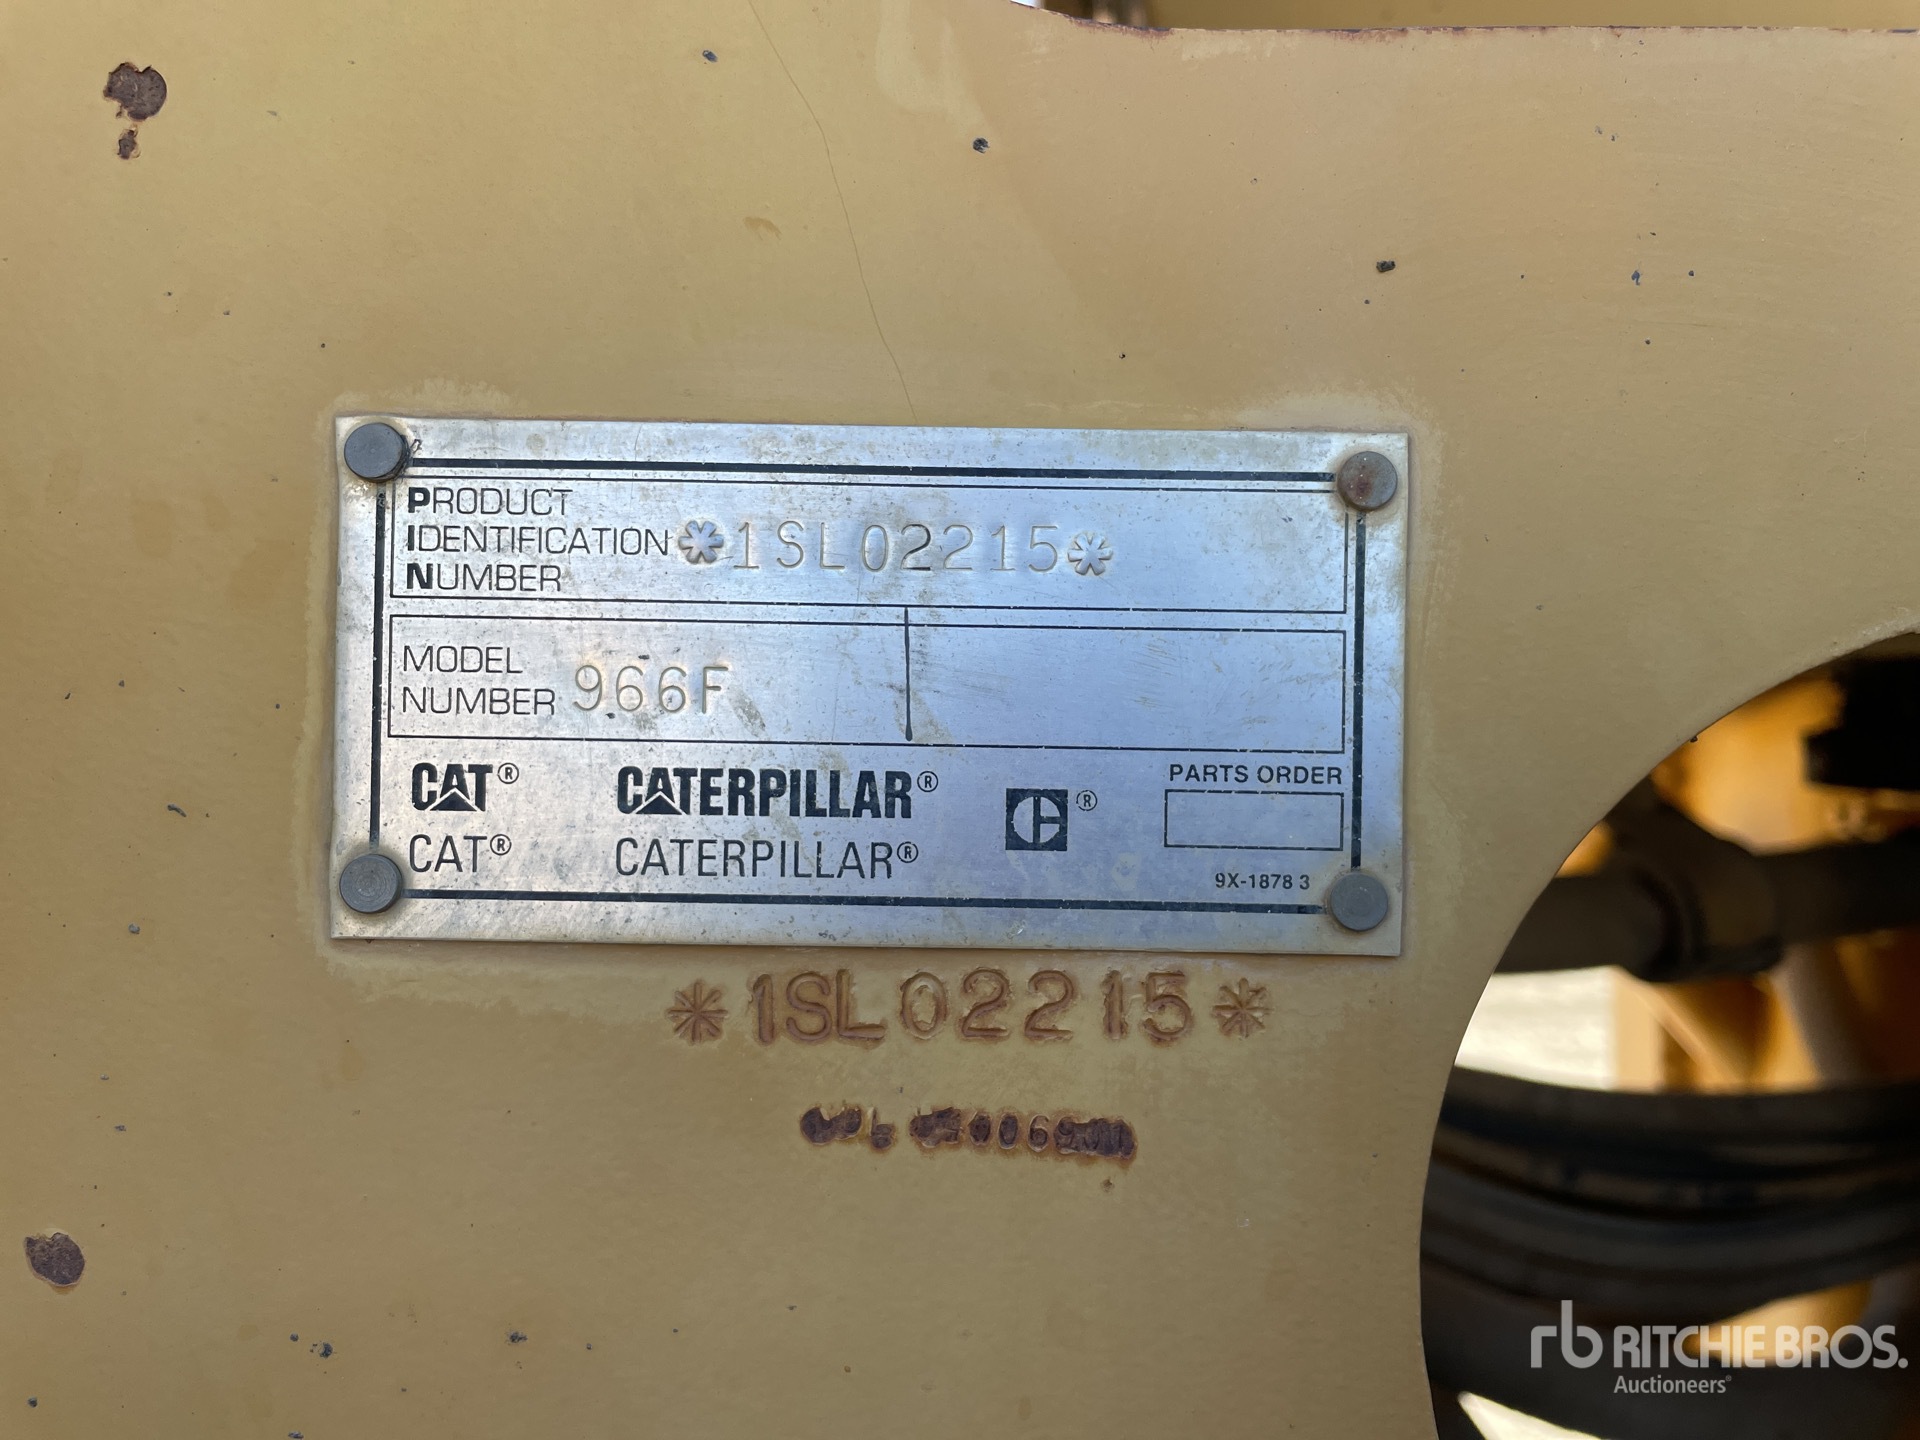 PRODUCT
IDENTIFICATION *1SL02215*
NUMBER
MODEL
NUMBER 966F
CAT® CATERPILLAR® ® PARTS ORDER
CAT® CATERPILLAR®
9X-1878 3
*1SL02215*
rb RITCHIE BROS.
Auctioneers®